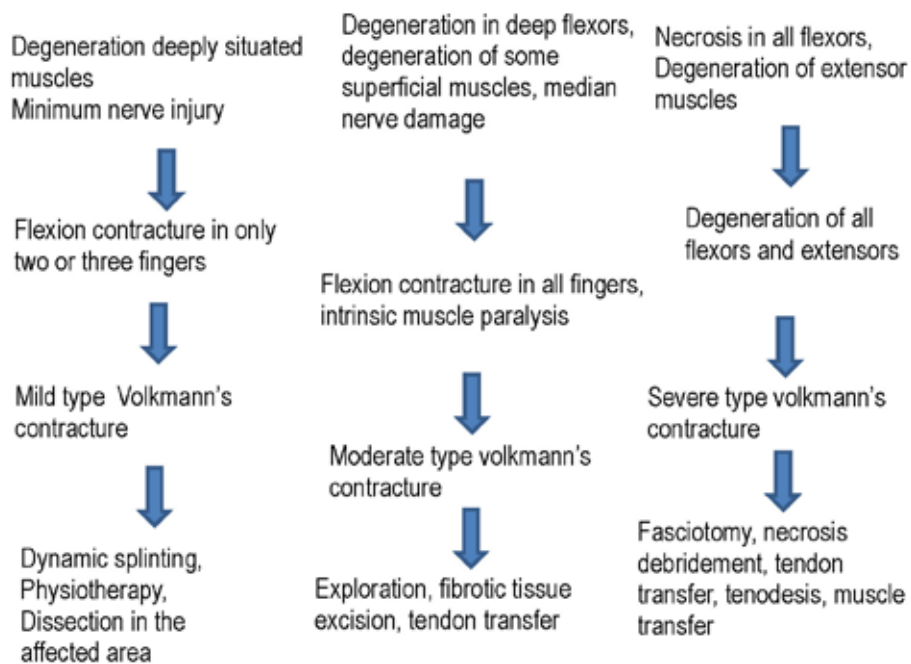 Degeneration deeply situated
muscles
Minimum nerve injury
Flexion contracture in only
two or three fingers
Mild type Volkmann's
contracture
Dynamic splinting,
Physiotherapy,
Dissection in the
affected area
Degeneration in deep flexors,
degeneration of some
superficial muscles, median
nerve damage
Flexion contracture in all fingers,
intrinsic muscle paralysis
Moderate type volkmann's
contracture
Exploration, fibrotic tissue
excision, tendon transfer
Necrosis in all flexors,
Degeneration of extensor
muscles
Degeneration of all
flexors and extensors
Severe type volkmann's
contracture
Fasciotomy, necrosis
debridement, tendon
transfer, tenodesis, muscle
transfer